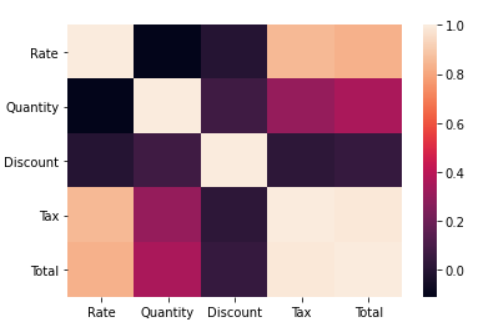 Rate
Quantity
Discount
Tax
Total
Rate Quantity Discount Tax Total
1.0
0.8
0.6
0.4
0.2
0.0